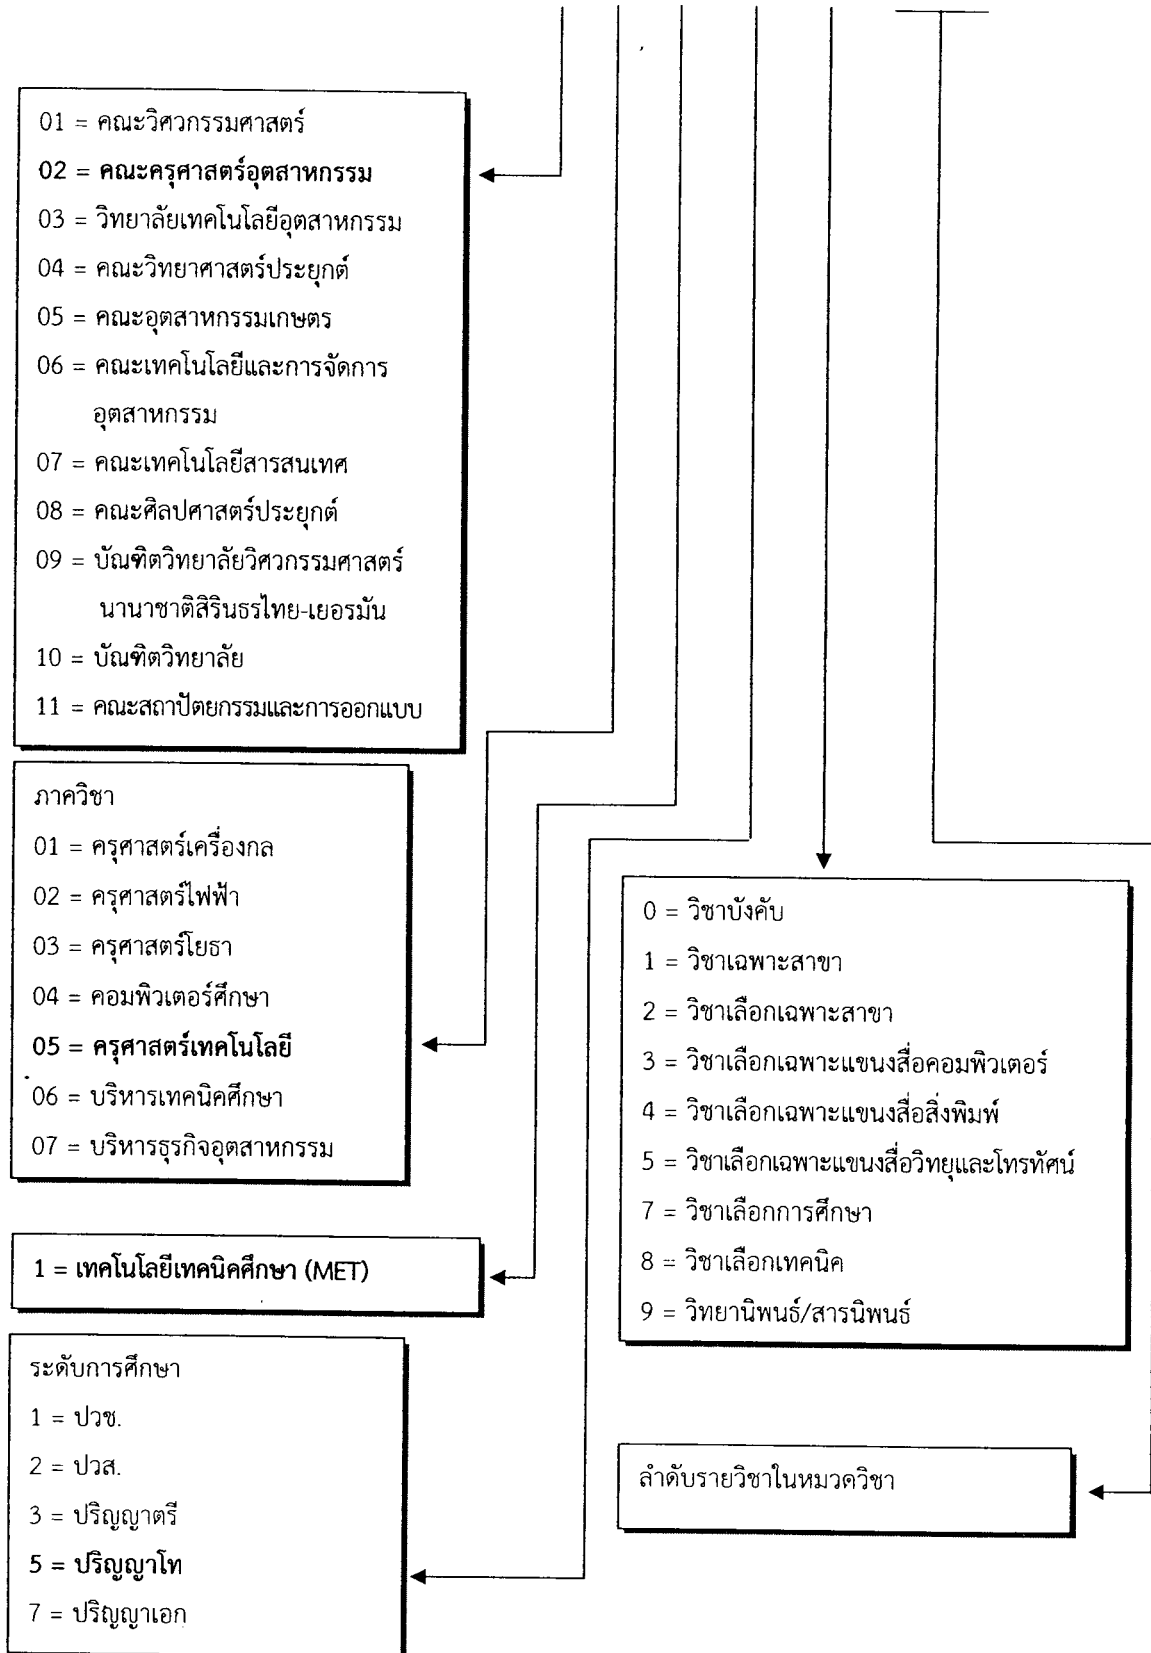 01 = คณะวิศวกรรมศาสตร์
02 = คณะครุศาสตร์อุตสาหกรรม
03 = วิทยาลัยเทคโนโลยีอุตสาหกรรม
04 = คณะวิทยาศาสตร์ประยุกต์
05 = คณะอุตสาหกรรมเกษตร
06 = คณะเทคโนโลยีและการจัดการ
อุตสาหกรรม
07 = คณะเทคโนโลยีสารสนเทศ
08 = คณะศิลปศาสตร์ประยุกต์
09 = บัณฑิตวิทยาลัยวิศวกรรมศาสตร์
นานาชาติสิรินธรไทย-เยอรมัน
10 = บัณฑิตวิทยาลัย
11 = คณะสถาปัตยกรรมและการออกแบบ
ภาควิชา
01 = ครุศาสตร์เครื่องกล
02 = ครุศาสตร์ไฟฟ้า
03 = ครุศาสตร์โยธา
04 = คอมพิวเตอร์ศึกษา
05 = ครุศาสตร์เทคโนโลยี
06 = บริหารเทคนิคศึกษา
07 = บริหารธุรกิจอุตสาหกรรม
1 = เทคโนโลยีเทคนิคศึกษา (MET)
ระดับการศึกษา
1 = ปวช.
2 = ปวส.
3 = ปริญญาตรี
5 = ปริญญาโท
7 = ปริญญาเอก
0 = วิชาบังคับ
1 = วิชาเฉพาะสาขา
2 = วิชาเลือกเฉพาะสาขา
3 = วิชาเลือกเฉพาะแขนงสื่อคอมพิวเตอร์
4 = วิชาเลือกเฉพาะแขนงสื่อสิ่งพิมพ์
5 = วิชาเลือกเฉพาะแขนงสื่อวิทยุและโทรทัศน์
7 = วิชาเลือกการศึกษา
8 = วิชาเลือกเทคนิค
9 = วิทยานิพนธ์/สารนิพนธ์
ลำดับรายวิชาในหมวดวิชา